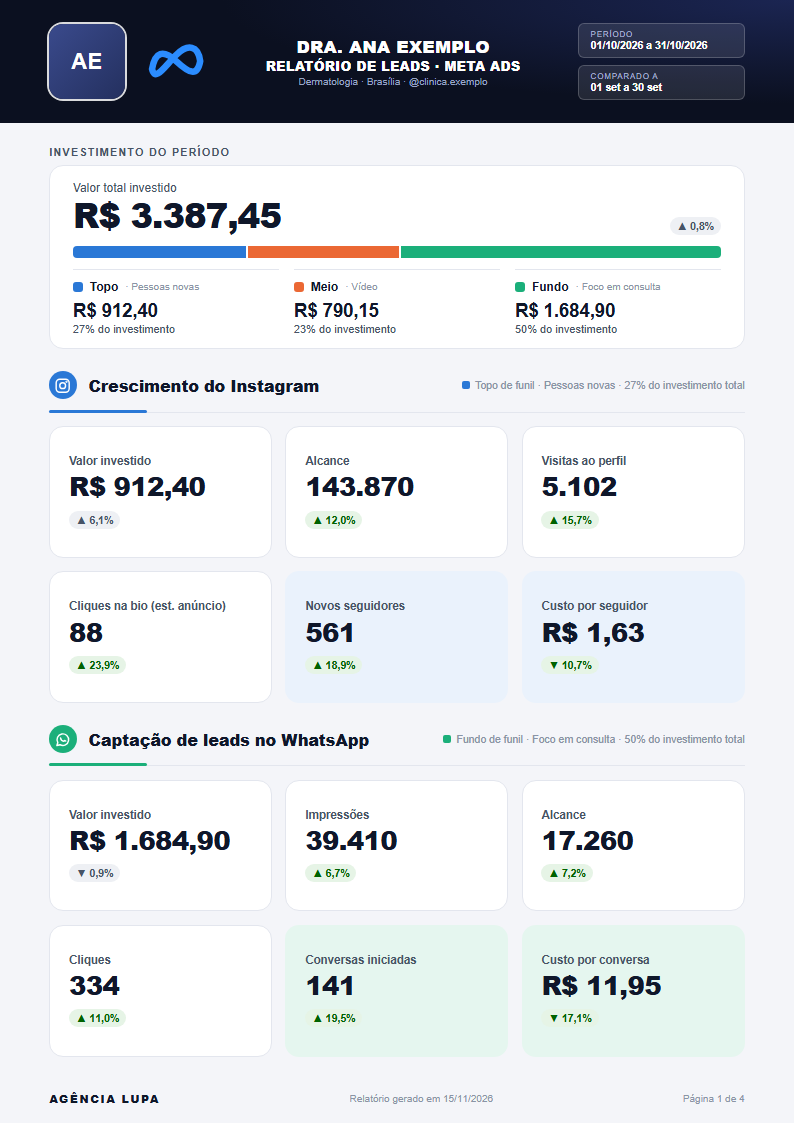 AE
DRA. ANA EXEMPLO
RELATÓRIO DE LEADS · META ADS
Dermatologia · Brasília · @clinica.exemplo
PERÍODO
01/10/2026 a 31/10/2026
COMPARADO A
01 set a 30 set
INVESTIMENTO DO PERÍODO
Valor total investido
R$ 3.387,45
▲ 0,8%
Topo · Pessoas novas
R$ 912,40
27% do investimento
Meio · Vídeo
R$ 790,15
23% do investimento
Fundo · Foco em consulta
R$ 1.684,90
50% do investimento
Crescimento do Instagram
Topo de funil · Pessoas novas · 27% do investimento total
Valor investido
R$ 912,40
▲ 6,1%
Alcance
143.870
▲ 12,0%
Visitas ao perfil
5.102
▲ 15,7%
Cliques na bio (est. anúncio)
88
▲ 23,9%
Novos seguidores
561
▲ 18,9%
Custo por seguidor
R$ 1,63
▼ 10,7%
Captação de leads no WhatsApp
Fundo de funil · Foco em consulta · 50% do investimento total
Valor investido
R$ 1.684,90
▼ 0,9%
Impressões
39.410
▲ 6,7%
Alcance
17.260
▲ 7,2%
Cliques
334
▲ 11,0%
Conversas iniciadas
141
▲ 19,5%
Custo por conversa
R$ 11,95
▼ 17,1%
AGÊNCIA LUPA
Relatório gerado em 15/11/2026
Página 1 de 4